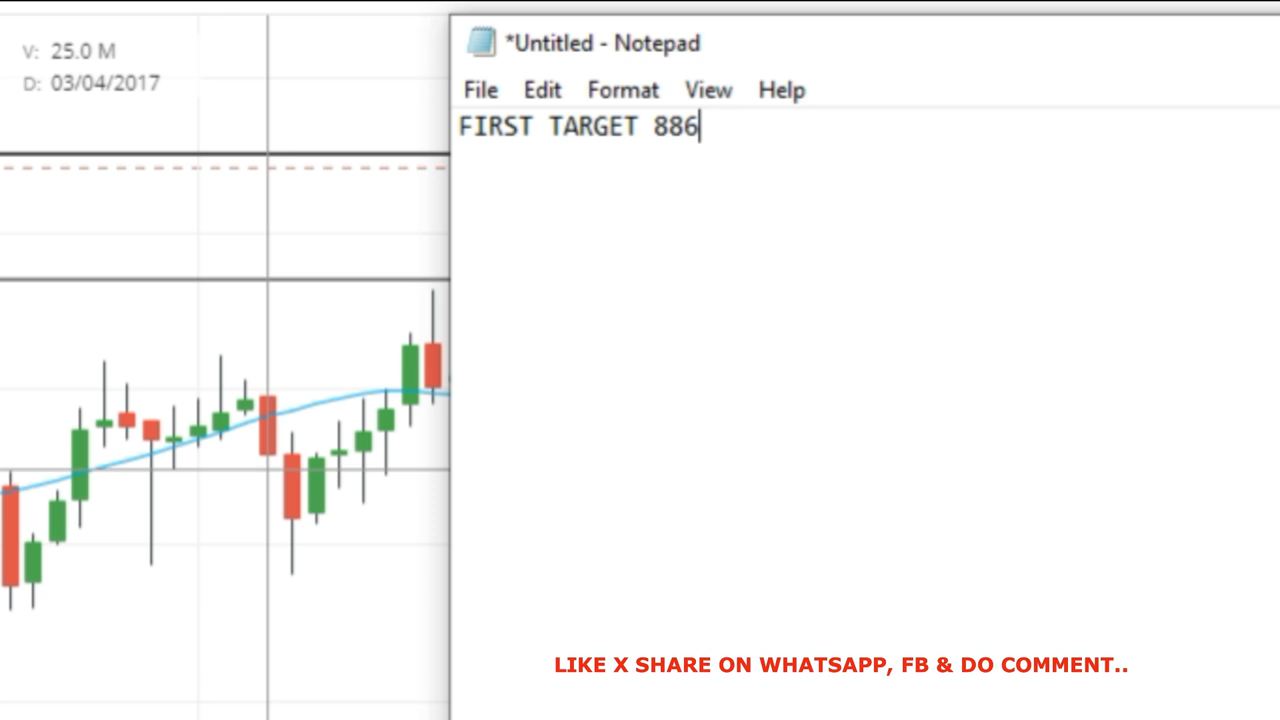 V: 25.0 M
D: 03/04/2017
*Untitled - Notepad
File Edit Format View Help
FIRST TARGET 886
LIKE X SHARE ON WHATSAPP, FB & DO COMMENT..